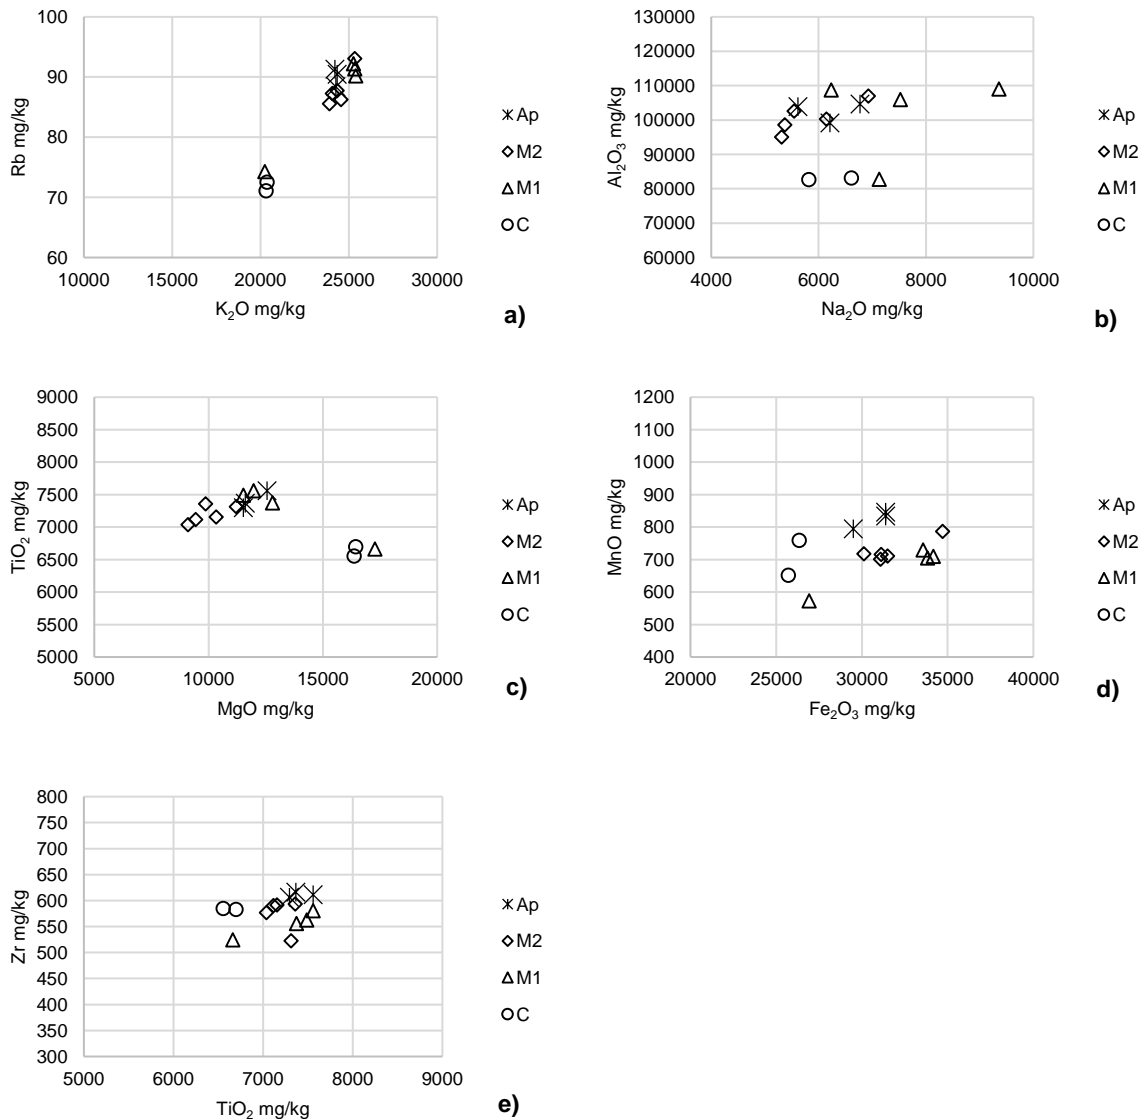 100
90
80
70
60
Rb mg/kg
10000 15000 20000 25000 30000
K₂O mg/kg
Ap
M2
M1
C
a)
130000
120000
110000
100000
90000
80000
70000
60000
Al₂O₃ mg/kg
4000 6000 8000 10000
Na₂O mg/kg
Ap
M2
M1
C
b)
9000
8500
8000
7500
7000
6500
6000
5500
5000
TiO₂ mg/kg
5000 10000 15000 20000
MgO mg/kg
Ap
M2
M1
C
c)
1200
1100
1000
900
800
700
600
500
400
MnO mg/kg
20000 25000 30000 35000 40000
Fe₂O₃ mg/kg
Ap
M2
M1
C
d)
800
750
700
650
600
550
500
450
400
350
300
Zr mg/kg
5000 6000 7000 8000 9000
TiO₂ mg/kg
Ap
M2
M1
C
e)